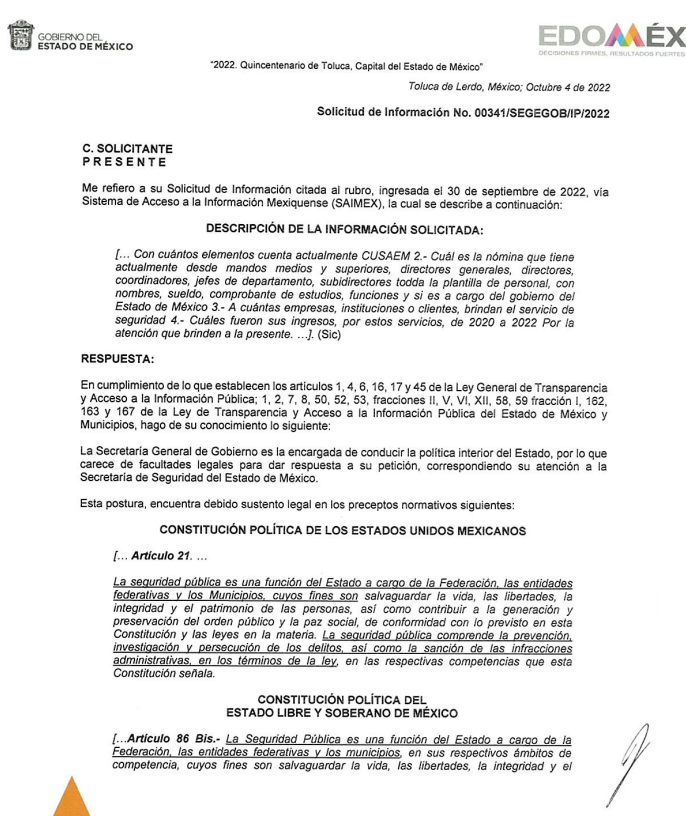 GOBIERNO DEL
ESTADO DE MÉXICO
EDOMÉX
DECISIONES FIRMES, RESULTADOS FUERTES.
"2022. Quincentenario de Toluca, Capital del Estado de México"
Toluca de Lerdo, México; Octubre 4 de 2022
Solicitud de Información No. 00341/SEGEGOB/IP/2022
C. SOLICITANTE
P R E S E N T E
Me refiero a su Solicitud de Información citada al rubro, ingresada el 30 de septiembre de 2022, vía
Sistema de Acceso a la Información Mexiquense (SAIMEX), la cual se describe a continuación:
DESCRIPCIÓN DE LA INFORMACIÓN SOLICITADA:
[… Con cuántos elementos cuenta actualmente CUSAEM 2.- Cuál es la nómina que tiene
actualmente desde mandos medios y superiores, directores generales, directores,
coordinadores, jefes de departamento, subidirectores todda la plantilla de personal, con
nombres, sueldo, comprobante de estudios, funciones y si es a cargo del gobierno del
Estado de México 3.- A cuántas empresas, instituciones o clientes, brindan el servicio de
seguridad 4.- Cuáles fueron sus ingresos, por estos servicios, de 2020 a 2022 Por la
atención que brinden a la presente. …]. (Sic)
RESPUESTA:
En cumplimiento de lo que establecen los artículos 1, 4, 6, 16, 17 y 45 de la Ley General de Transparencia
y Acceso a la Información Pública; 1, 2, 7, 8, 50, 52, 53, fracciones II, V, VI, XII, 58, 59 fracción I, 162,
163 y 167 de la Ley de Transparencia y Acceso a la Información Pública del Estado de México y
Municipios, hago de su conocimiento lo siguiente:
La Secretaría General de Gobierno es la encargada de conducir la política interior del Estado, por lo que
carece de facultades legales para dar respuesta a su petición, correspondiendo su atención a la
Secretaría de Seguridad del Estado de México.
Esta postura, encuentra debido sustento legal en los preceptos normativos siguientes:
CONSTITUCIÓN POLÍTICA DE LOS ESTADOS UNIDOS MEXICANOS
[… Artículo 21. …
La seguridad pública es una función del Estado a cargo de la Federación, las entidades
federativas y los Municipios, cuyos fines son salvaguardar la vida, las libertades, la
integridad y el patrimonio de las personas, así como contribuir a la generación y
preservación del orden público y la paz social, de conformidad con lo previsto en esta
Constitución y las leyes en la materia. La seguridad pública comprende la prevención,
investigación y persecución de los delitos, así como la sanción de las infracciones
administrativas, en los términos de la ley, en las respectivas competencias que esta
Constitución señala.
CONSTITUCIÓN POLÍTICA DEL
ESTADO LIBRE Y SOBERANO DE MÉXICO
[…Artículo 86 Bis.- La Seguridad Pública es una función del Estado a cargo de la
Federación, las entidades federativas y los municipios, en sus respectivos ámbitos de
competencia, cuyos fines son salvaguardar la vida, las libertades, la integridad y el